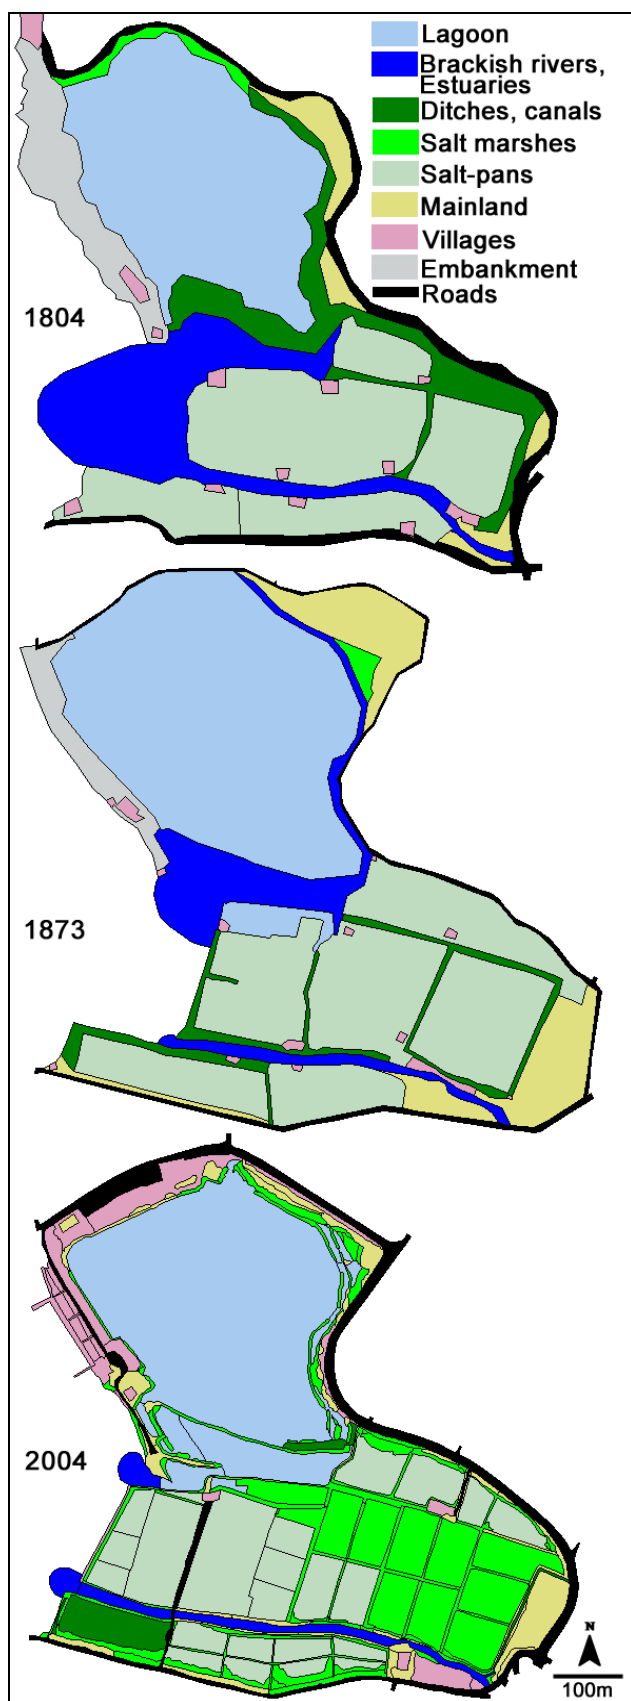 Lagoon
Brackish rivers,
Estuaries
Ditches, canals
Salt marshes
Salt-pans
Mainland
Villages
Embankment
Roads
1804
1873
2004
N
100m